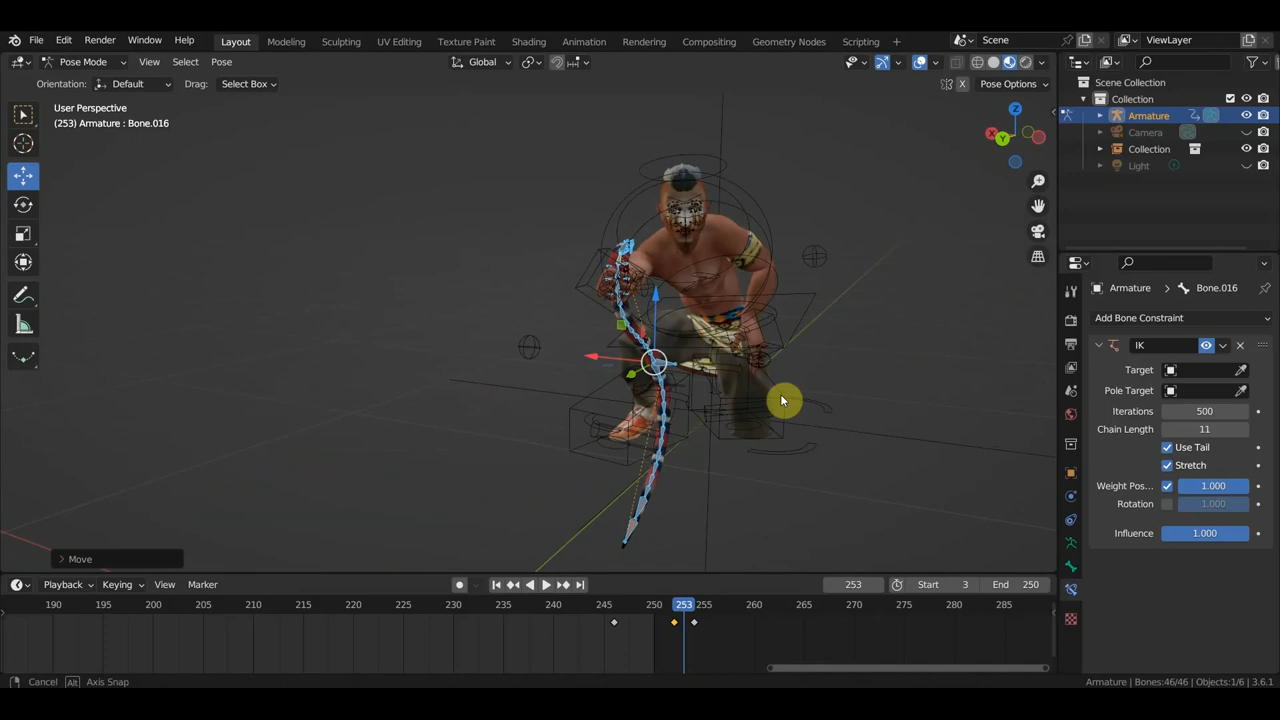 File Edit Render Window Help Layout Modeling Sculpting UV Editing Texture Paint Shading Animation Rendering Compositing Geometry Nodes Scripting + Scene ViewLayer
Pose Mode View Select Pose Global
Orientation: Default Drag: Select Box X Pose Options
User Perspective
(253) Armature : Bone.016
Z
X
Y
Scene Collection
Collection
Armature
Camera
Collection
Light
Armature > Bone.016
Add Bone Constraint
IK
Target
Pole Target
Iterations 500
Chain Length 11
Use Tail
Stretch
Weight Pos... 1.000
Rotation 1.000
Influence 1.000
> Move
Playback Keying View Marker 253 Start 3 End 250
190 195 200 205 210 215 220 225 230 235 240 245 250 253 255 260 265 270 275 280 285
Cancel Alt Axis Snap Armature | Bones:46/46 | Objects:1/6 | 3.6.1